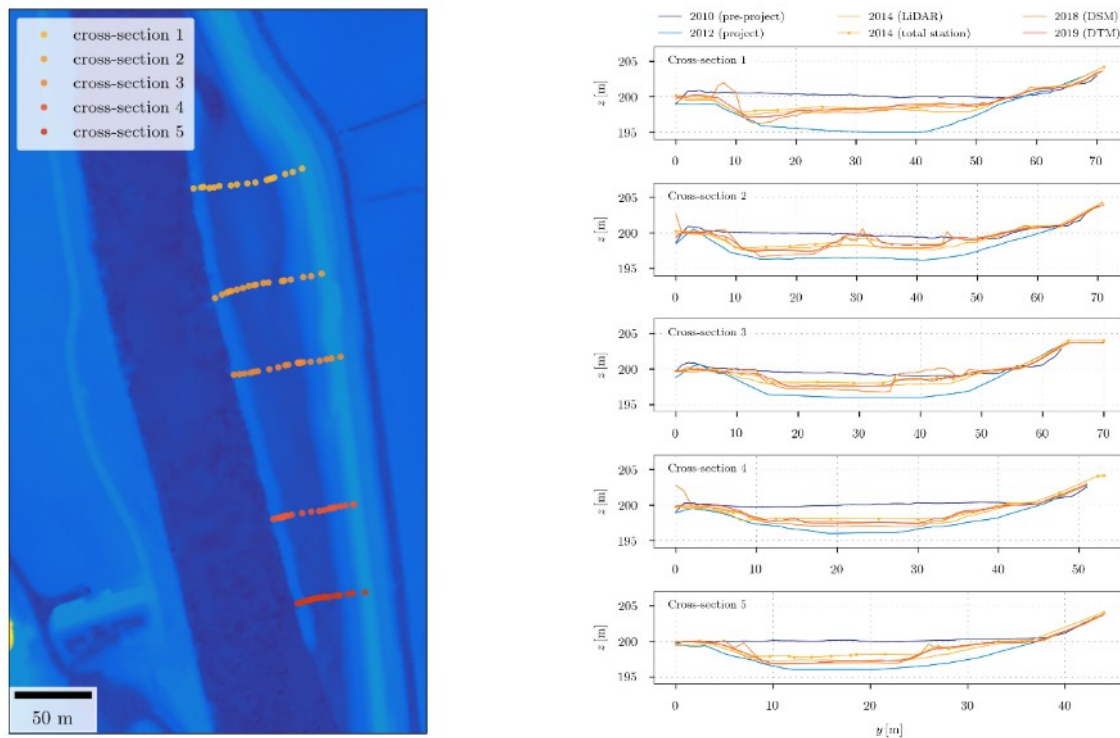 cross-section 1
cross-section 2
cross-section 3
cross-section 4
cross-section 5
50 m
2010 (pre-project)
2012 (project)
2014 (LiDAR)
2014 (total station)
2018 (DSM)
2019 (DTM)
Cross-section 1
z [m]
205
200
195
0 10 20 30 40 50 60 70
Cross-section 2
z [m]
205
200
195
0 10 20 30 40 50 60 70
Cross-section 3
z [m]
205
200
195
0 10 20 30 40 50 60 70
Cross-section 4
z [m]
205
200
195
0 10 20 30 40 50
Cross-section 5
z [m]
205
200
195
0 10 20 30 40
y [m]